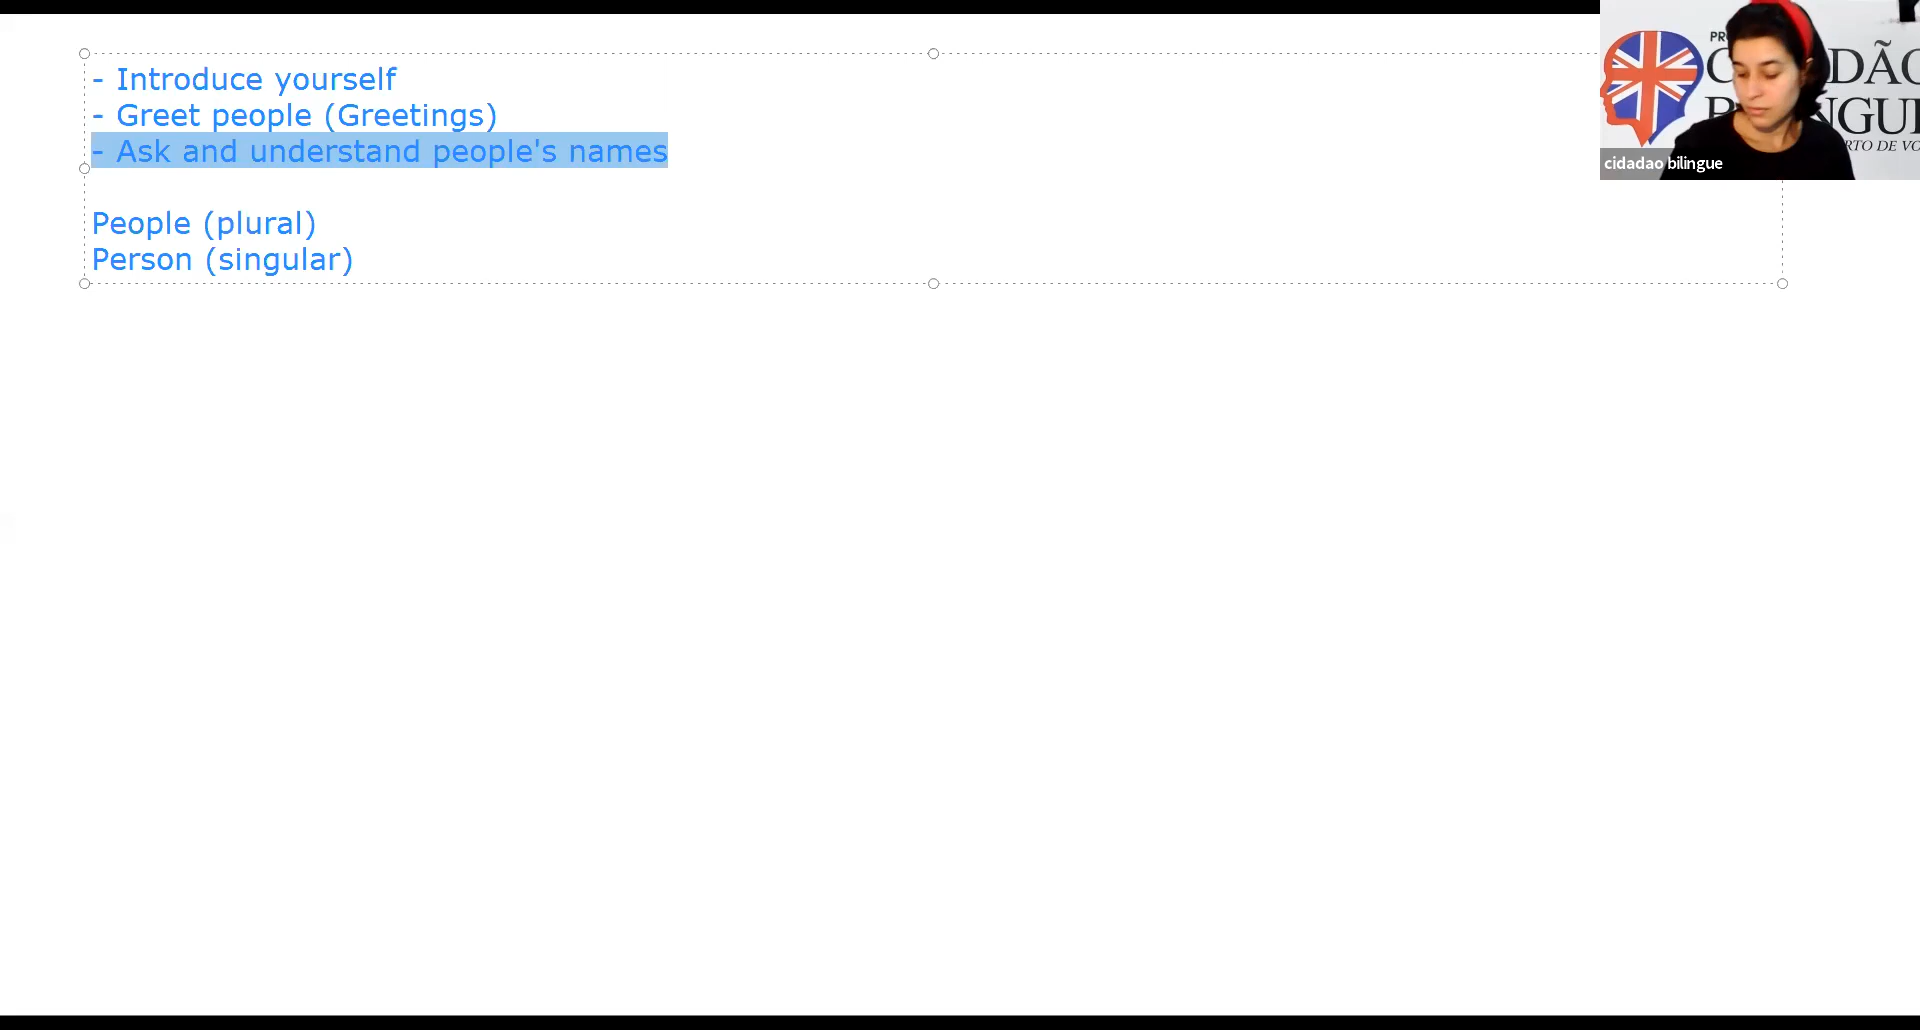 - Introduce yourself
- Greet people (Greetings)
- Ask and understand people's names
People (plural)
Person (singular)
cidadao bilingue